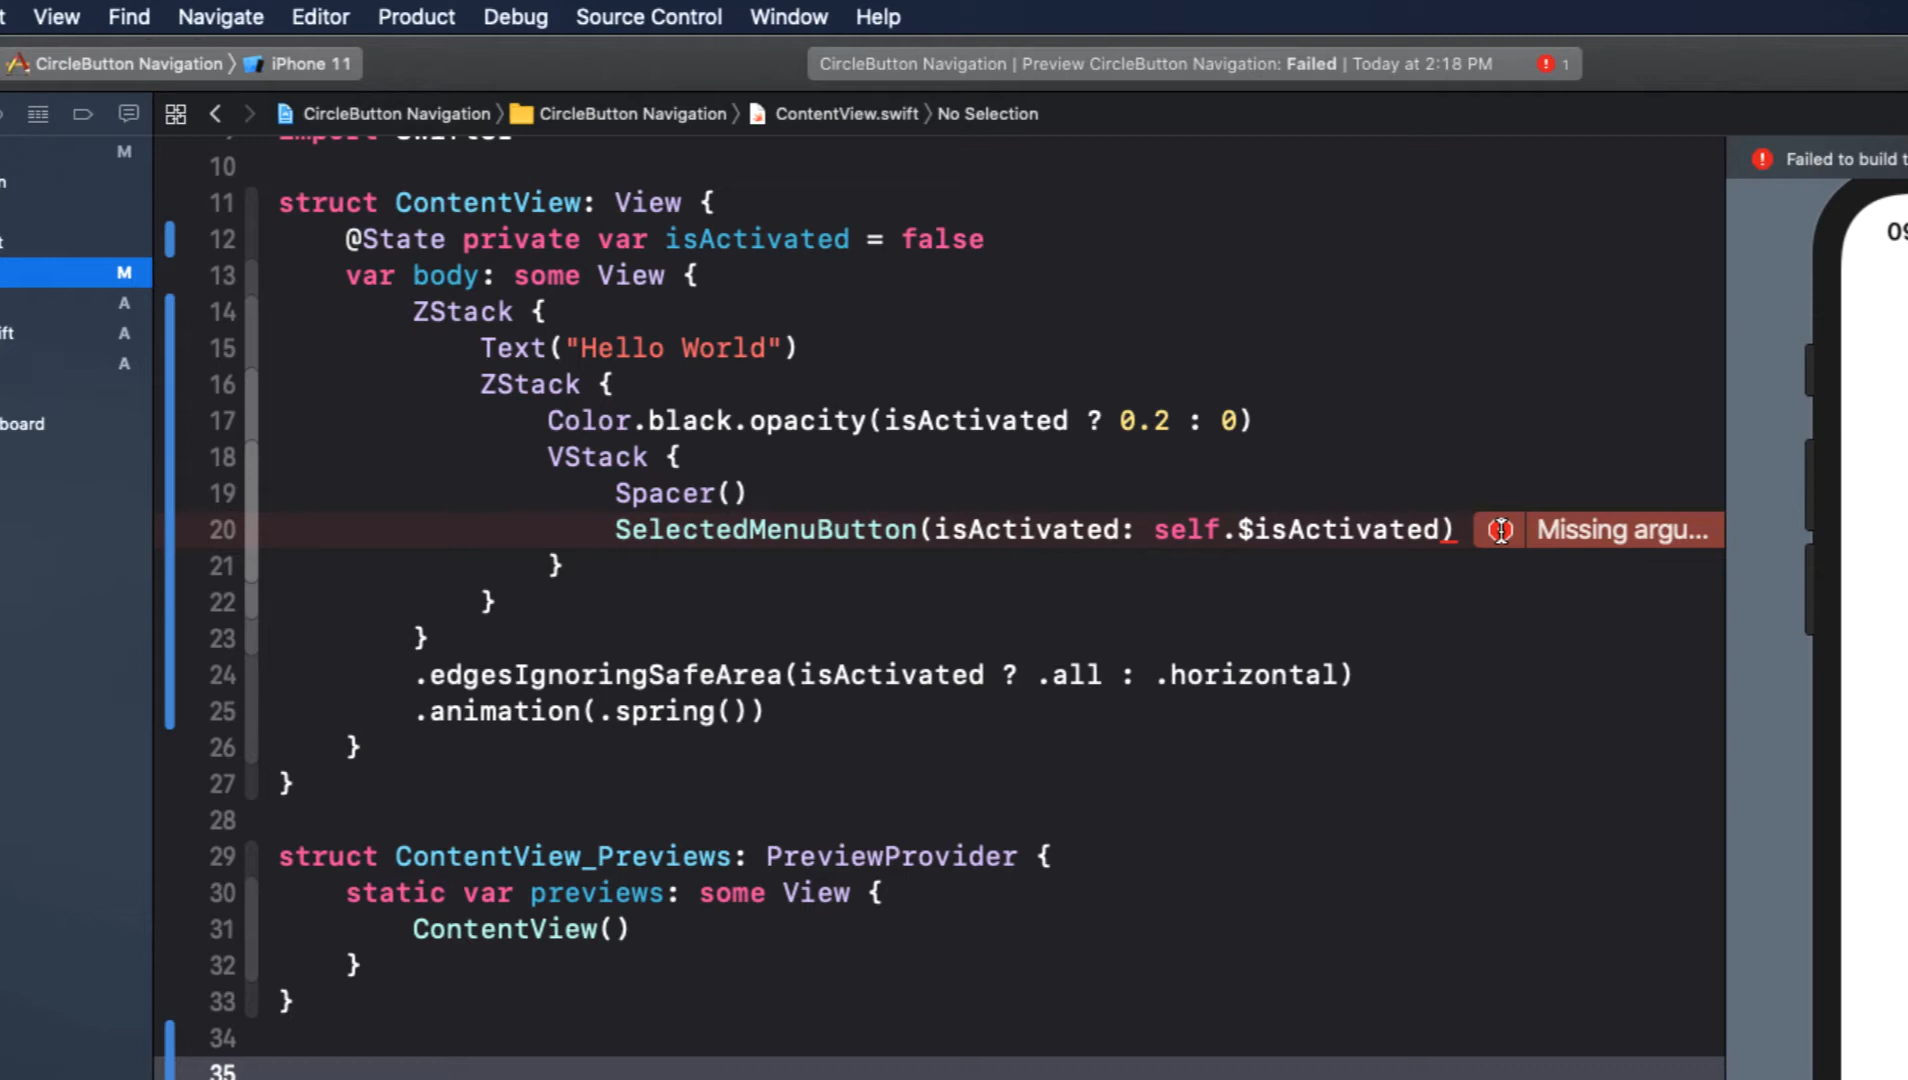 View Find Navigate Editor Product Debug Source Control Window Help
CircleButton Navigation 〉 iPhone 11
CircleButton Navigation | Preview CircleButton Navigation: Failed | Today at 2:18 PM 1
CircleButton Navigation 〉 CircleButton Navigation 〉 ContentView.swift 〉 No Selection
M
M
A
A
A
ift
board
Failed to build t
09
import SwiftUI
10
11 struct ContentView: View {
12 @State private var isActivated = false
13 var body: some View {
14 ZStack {
15 Text("Hello World")
16 ZStack {
17 Color.black.opacity(isActivated ? 0.2 : 0)
18 VStack {
19 Spacer()
20 SelectedMenuButton(isActivated: self.$isActivated) Missing argu...
21 }
22 }
23 }
24 .edgesIgnoringSafeArea(isActivated ? .all : .horizontal)
25 .animation(.spring())
26 }
27 }
28
29 struct ContentView_Previews: PreviewProvider {
30 static var previews: some View {
31 ContentView()
32 }
33 }
34
35